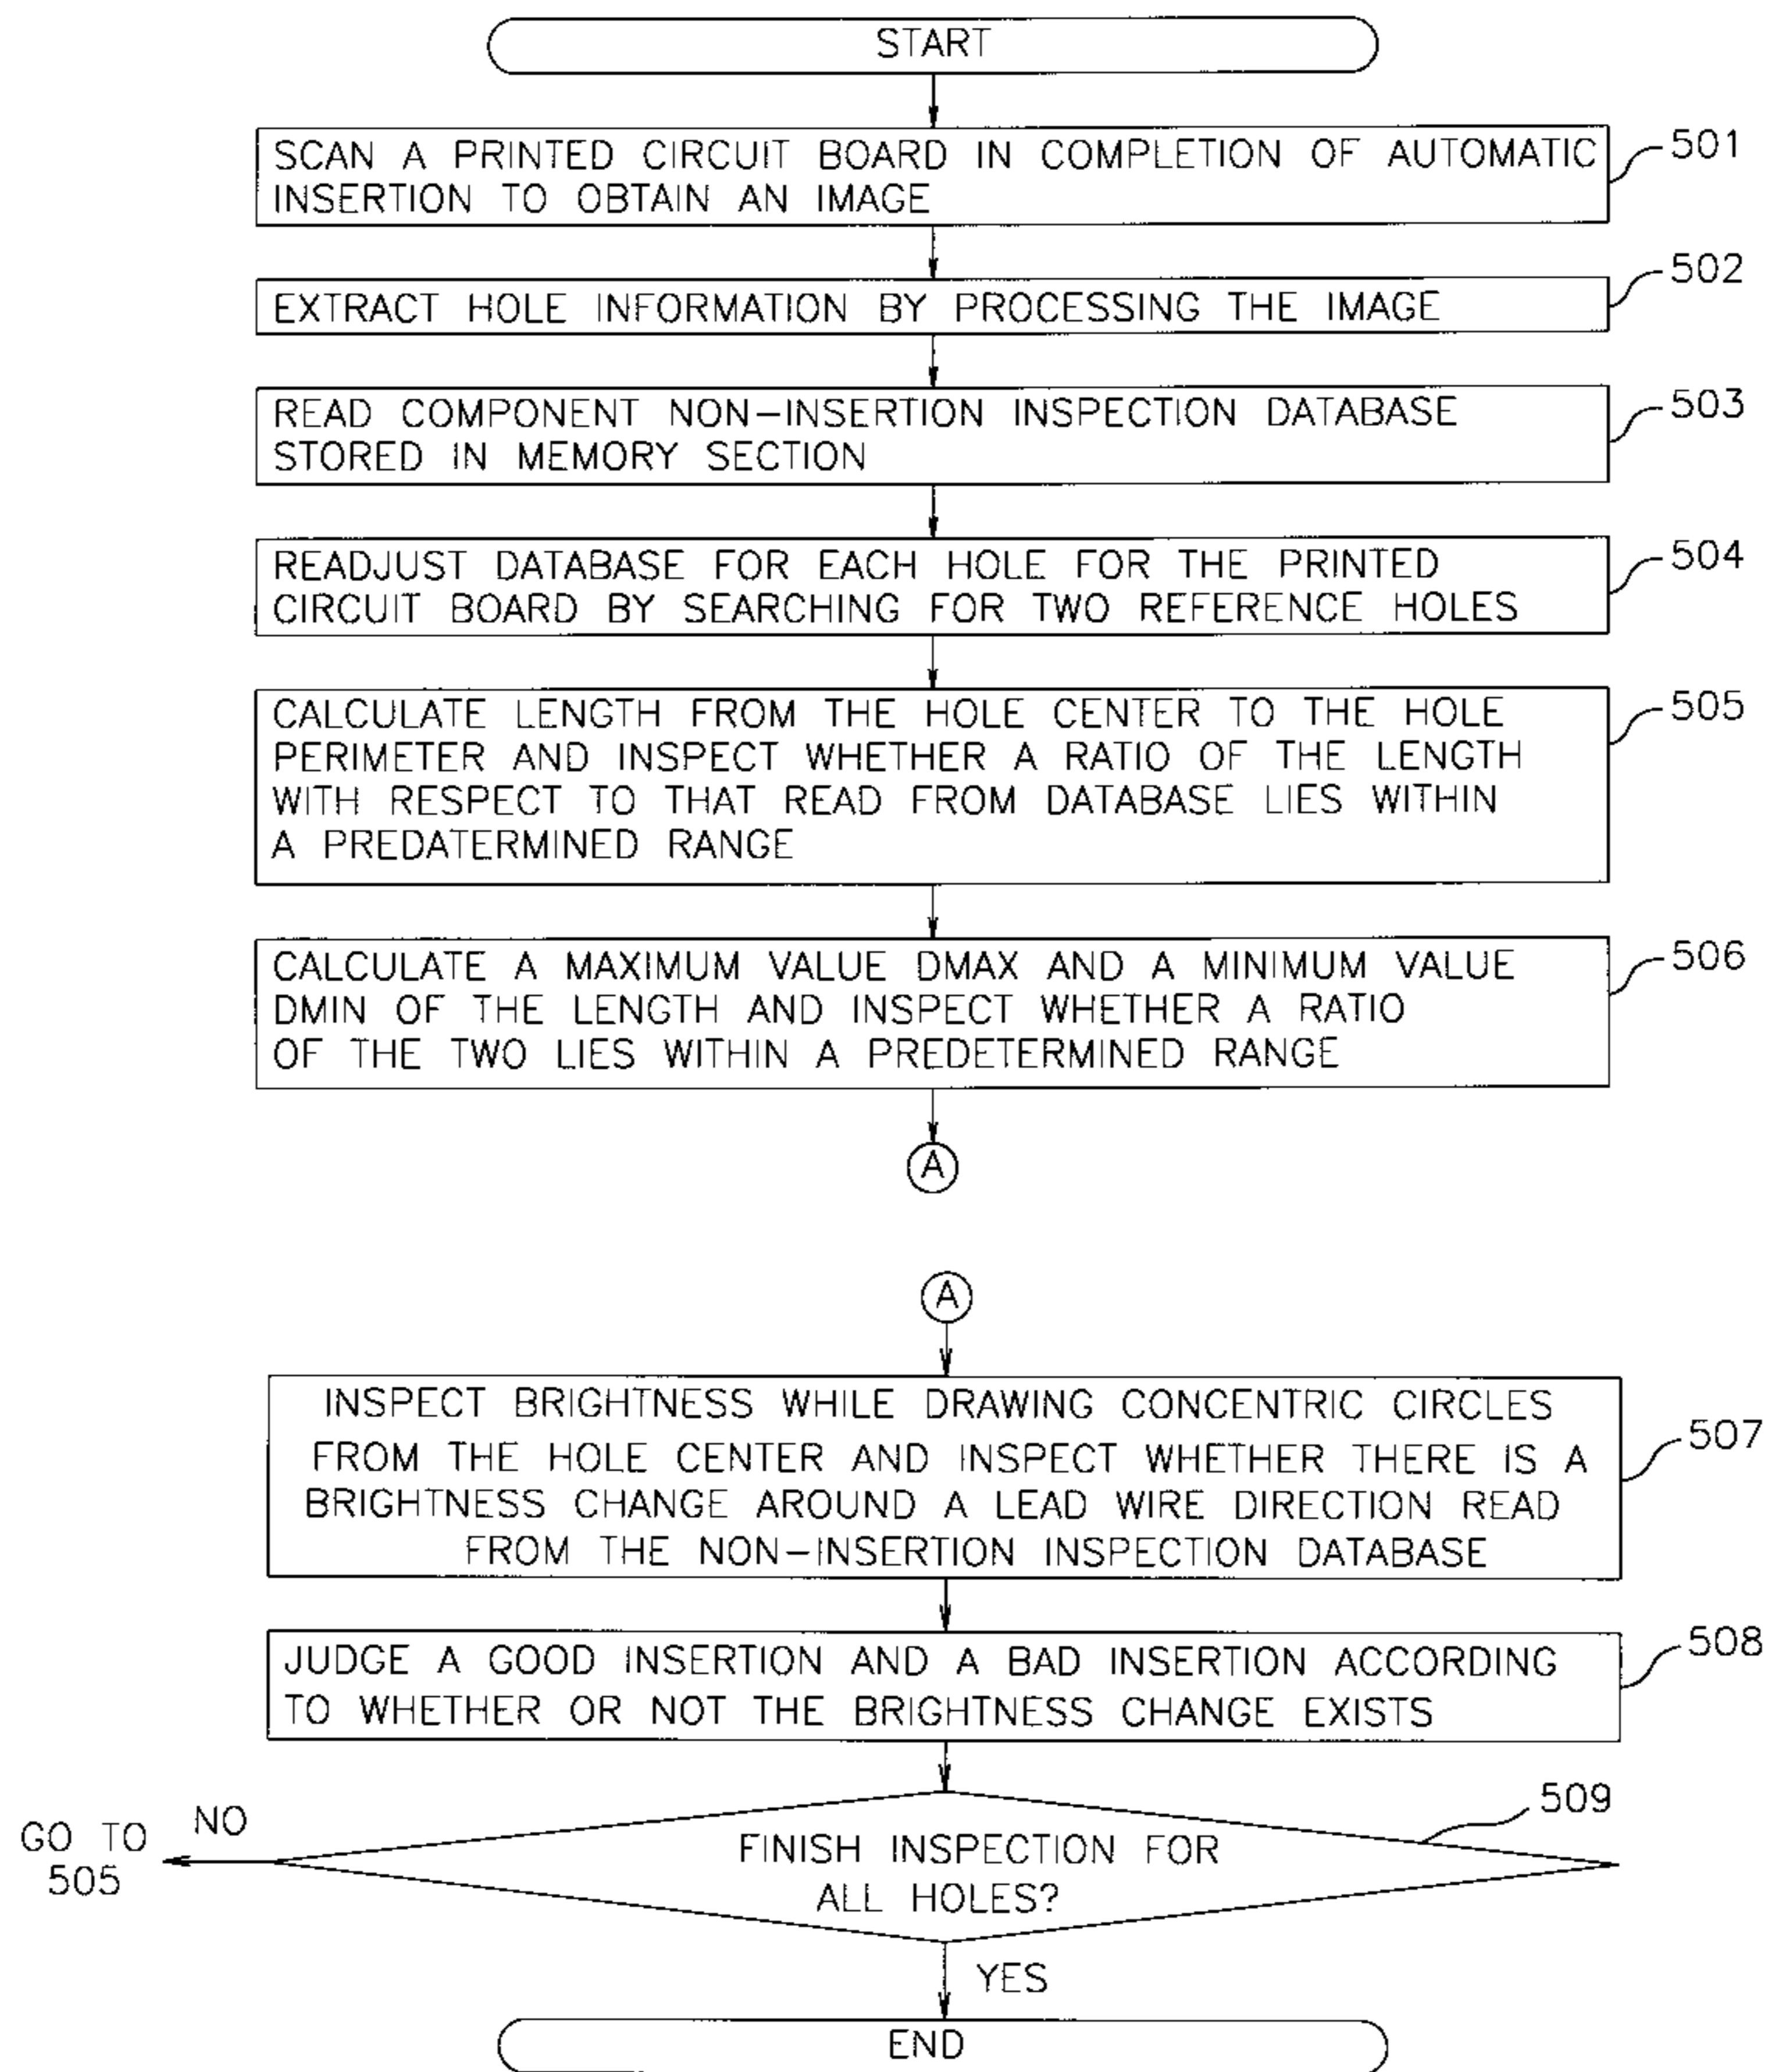 START
SCAN A PRINTED CIRCUIT BOARD IN COMPLETION OF AUTOMATIC
INSERTION TO OBTAIN AN IMAGE
501
EXTRACT HOLE INFORMATION BY PROCESSING THE IMAGE
502
READ COMPONENT NON-INSERTION INSPECTION DATABASE
STORED IN MEMORY SECTION
503
READJUST DATABASE FOR EACH HOLE FOR THE PRINTED
CIRCUIT BOARD BY SEARCHING FOR TWO REFERENCE HOLES
504
CALCULATE LENGTH FROM THE HOLE CENTER TO THE HOLE
PERIMETER AND INSPECT WHETHER A RATIO OF THE LENGTH
WITH RESPECT TO THAT READ FROM DATABASE LIES WITHIN
A PREDATERMINED RANGE
505
CALCULATE A MAXIMUM VALUE DMAX AND A MINIMUM VALUE
DMIN OF THE LENGTH AND INSPECT WHETHER A RATIO
OF THE TWO LIES WITHIN A PREDETERMINED RANGE
506
A
A
INSPECT BRIGHTNESS WHILE DRAWING CONCENTRIC CIRCLES
FROM THE HOLE CENTER AND INSPECT WHETHER THERE IS A
BRIGHTNESS CHANGE AROUND A LEAD WIRE DIRECTION READ
FROM THE NON-INSERTION INSPECTION DATABASE
507
JUDGE A GOOD INSERTION AND A BAD INSERTION ACCORDING
TO WHETHER OR NOT THE BRIGHTNESS CHANGE EXISTS
508
FINISH INSPECTION FOR
ALL HOLES?
509
NO
GO TO
505
YES
END